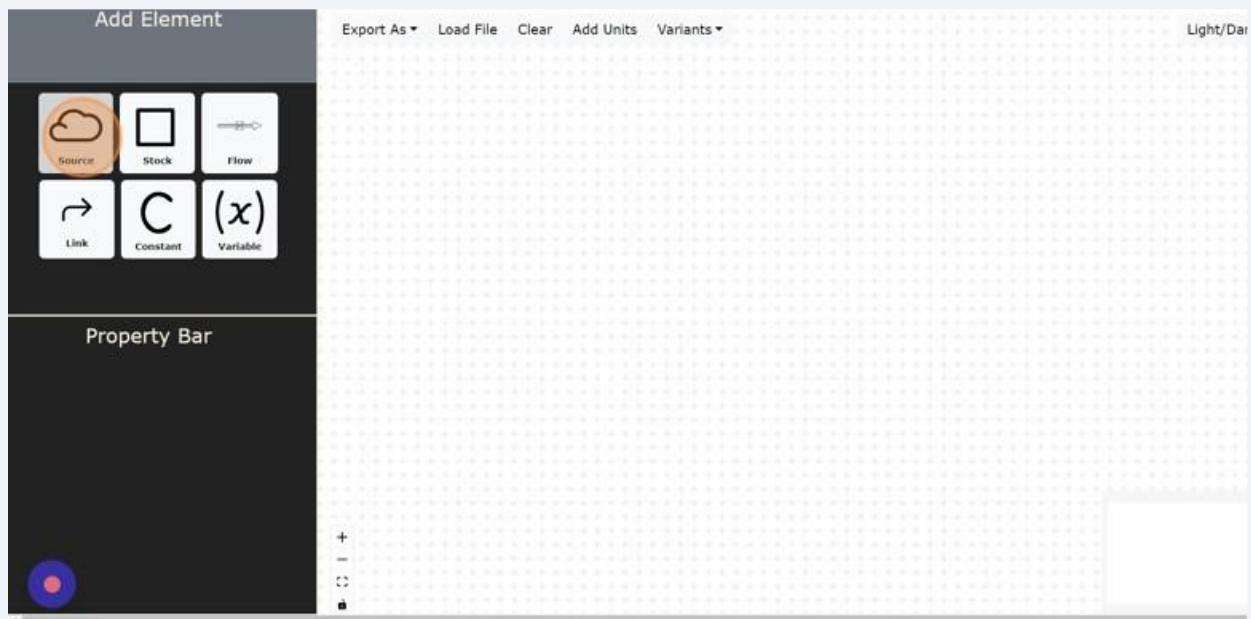 Add Element
Export As Load File Clear Add Units Variants Light/Dar
Source Stock Flow
C (x)
Link Constant Variable
Property Bar